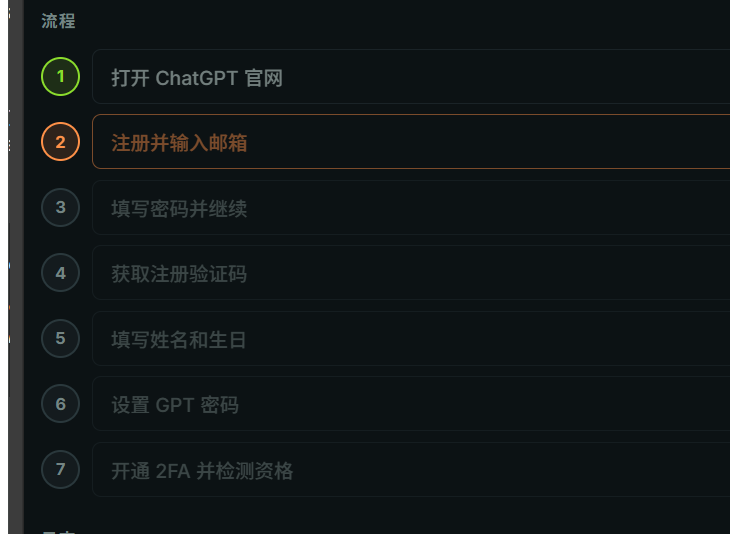 流程
1 打开 ChatGPT 官网
2 注册并输入邮箱
3 填写密码并继续
4 获取注册验证码
5 填写姓名和生日
6 设置 GPT 密码
7 开通 2FA 并检测资格